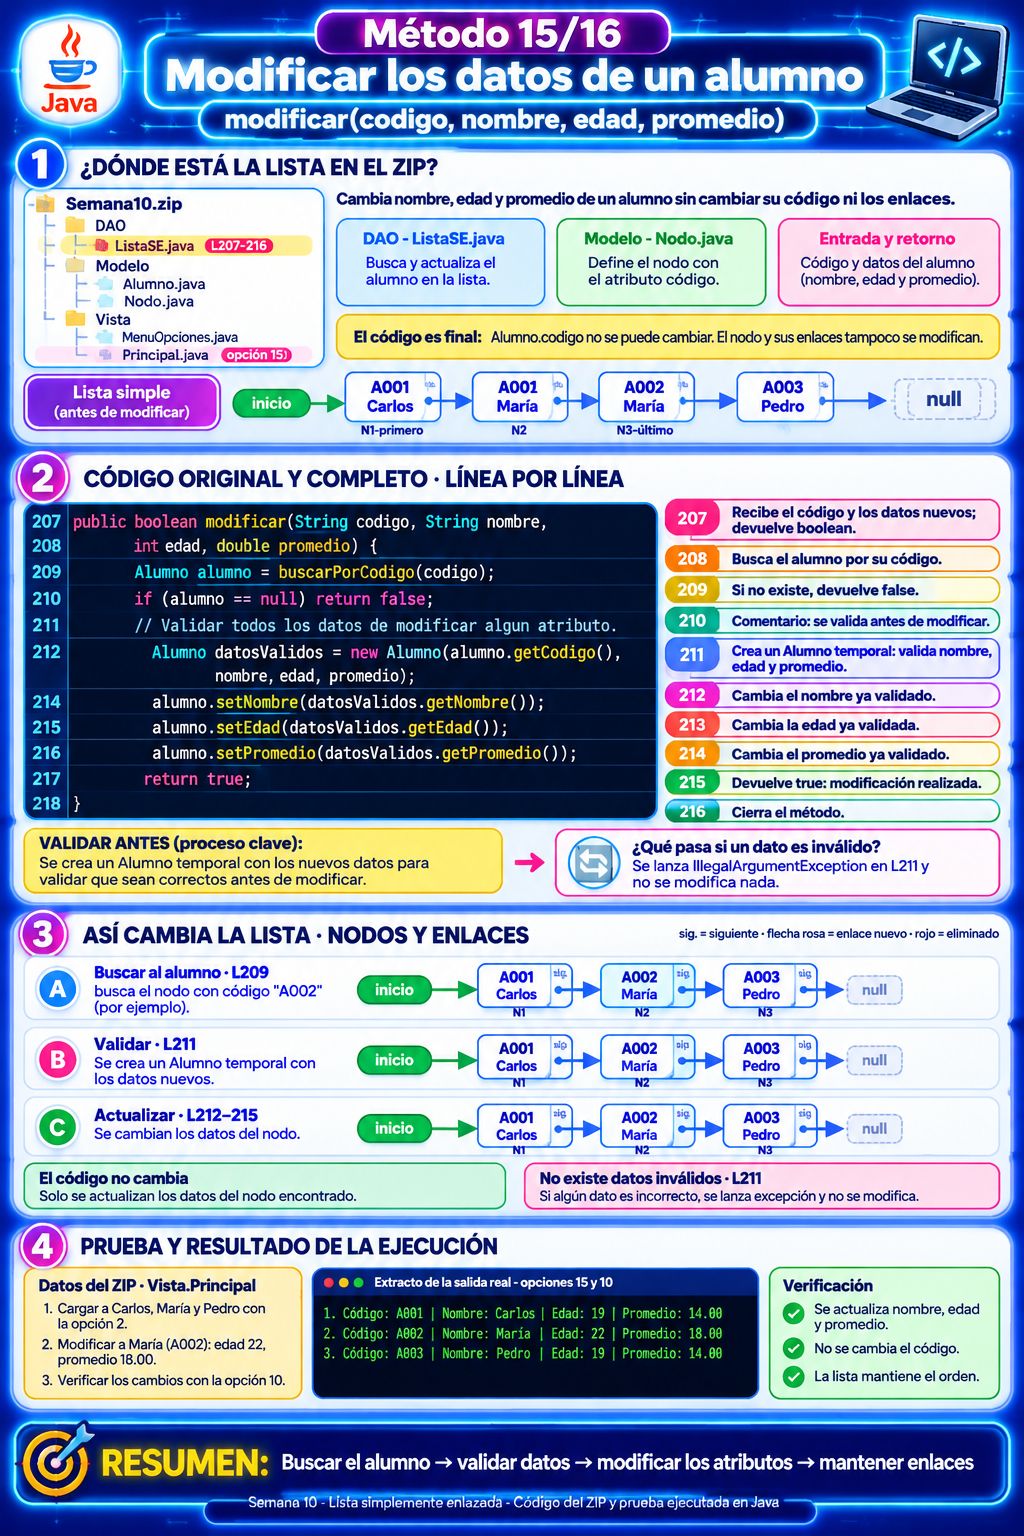 Java
Método 15/16
Modificar los datos de un alumno
modificar(codigo, nombre, edad, promedio)
</>
1 ¿DÓNDE ESTÁ LA LISTA EN EL ZIP?
Semana10.zip
DAO
ListaSE.java L207-216
Modelo
Alumno.java
Nodo.java
Vista
MenuOpciones.java
Principal.java opción 15)
Cambia nombre, edad y promedio de un alumno sin cambiar su código ni los enlaces.
DAO - ListaSE.java
Busca y actualiza el
alumno en la lista.
Modelo - Nodo.java
Define el nodo con
el atributo código.
Entrada y retorno
Código y datos del alumno
(nombre, edad y promedio).
El código es final: Alumno.codigo no se puede cambiar. El nodo y sus enlaces tampoco se modifican.
Lista simple
(antes de modificar)
inicio
A001
Carlos
N1-primero
A001
María
N2
A002
María
N3-último
A003
Pedro
null
2 CÓDIGO ORIGINAL Y COMPLETO · LÍNEA POR LÍNEA
207 public boolean modificar(String codigo, String nombre,
208 int edad, double promedio) {
209 Alumno alumno = buscarPorCodigo(codigo);
210 if (alumno == null) return false;
211 // Validar todos los datos de modificar algun atributo.
212 Alumno datosValidos = new Alumno(alumno.getCodigo(),
nombre, edad, promedio);
214 alumno.setNombre(datosValidos.getNombre());
215 alumno.setEdad(datosValidos.getEdad());
216 alumno.setPromedio(datosValidos.getPromedio());
217 return true;
218 }
207 Recibe el código y los datos nuevos;
devuelve boolean.
208 Busca el alumno por su código.
209 Si no existe, devuelve false.
210 Comentario: se valida antes de modificar.
211 Crea un Alumno temporal: valida nombre,
edad y promedio.
212 Cambia el nombre ya validado.
213 Cambia la edad ya validada.
214 Cambia el promedio ya validado.
215 Devuelve true: modificación realizada.
216 Cierra el método.
VALIDAR ANTES (proceso clave):
Se crea un Alumno temporal con los nuevos datos para
validar que sean correctos antes de modificar.
¿Qué pasa si un dato es inválido?
Se lanza IllegalArgumentException en L211 y
no se modifica nada.
3 ASÍ CAMBIA LA LISTA · NODOS Y ENLACES
sig. = siguiente · flecha rosa = enlace nuevo · rojo = eliminado
A
Buscar al alumno · L209
busca el nodo con código "A002"
(por ejemplo).
inicio
A001
Carlos
N1
A002
María
sig.
N2
A003
Pedro
sig.
N3
null
B
Validar · L211
Se crea un Alumno temporal con
los datos nuevos.
inicio
A001
Carlos
N1
A002
María
N2
A003
Pedro
N3
null
C
Actualizar · L212–215
Se cambian los datos del nodo.
inicio
A001
Carlos
sig.
N1
A002
María
sig.
N2
A003
Pedro
sig.
N3
null
El código no cambia
Solo se actualizan los datos del nodo encontrado.
No existe datos inválidos · L211
Si algún dato es incorrecto, se lanza excepción y no se modifica.
4 PRUEBA Y RESULTADO DE LA EJECUCIÓN
Datos del ZIP · Vista.Principal
1. Cargar a Carlos, María y Pedro con
la opción 2.
2. Modificar a María (A002): edad 22,
promedio 18.00.
3. Verificar los cambios con la opción 10.
Extracto de la salida real - opciones 15 y 10
1. Código: A001 | Nombre: Carlos | Edad: 19 | Promedio: 14.00
2. Código: A002 | Nombre: María | Edad: 22 | Promedio: 18.00
3. Código: A003 | Nombre: Pedro | Edad: 19 | Promedio: 14.00
Verificación
Se actualiza nombre, edad
y promedio.
No se cambia el código.
La lista mantiene el orden.
RESUMEN: Buscar el alumno → validar datos → modificar los atributos → mantener enlaces
Semana 10 - Lista simplemente enlazada - Código del ZIP y prueba ejecutada en Java